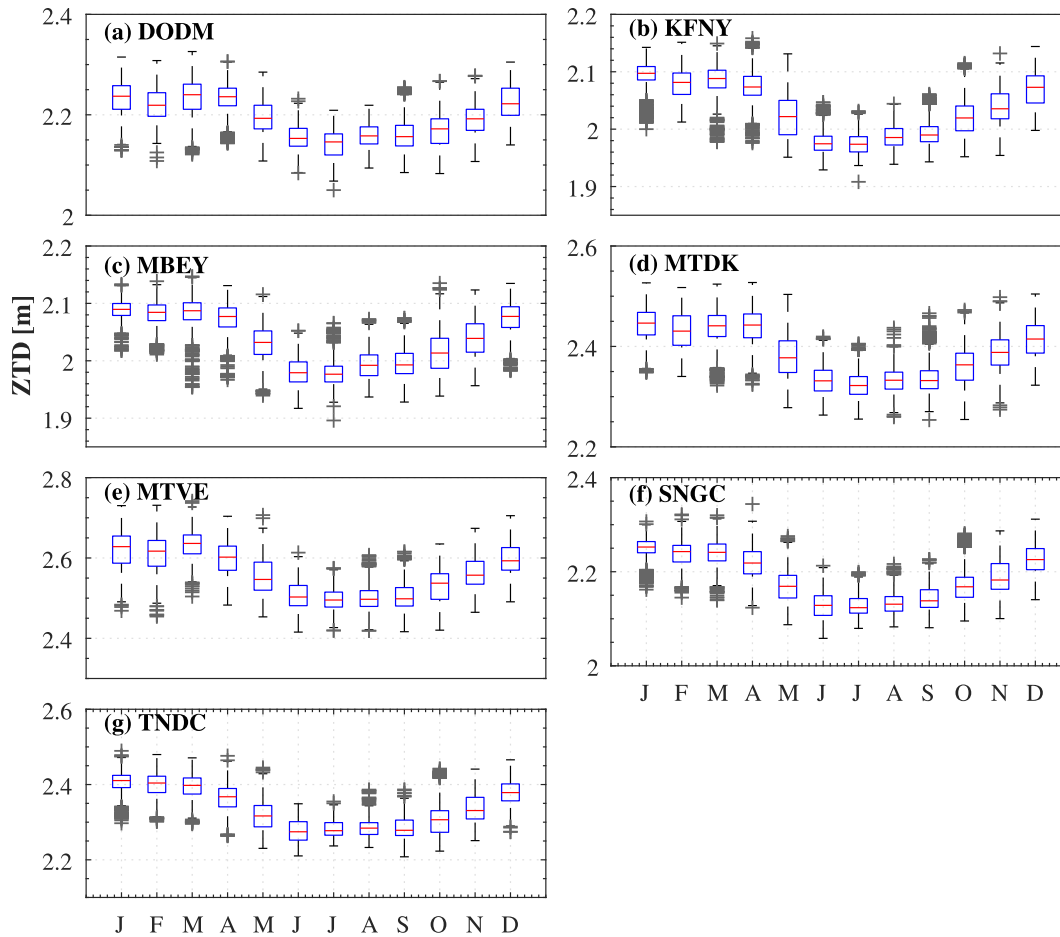 (a) DODM
2.4
2.2
2
(b) KFNY
2.2
2.1
2
1.9
(c) MBEY
2.2
2.1
2
1.9
(d) MTDK
2.6
2.4
2.2
ZTD [m]
(e) MTVE
2.8
2.6
2.4
(f) SNGC
2.4
2.2
2
J F M A M J J A S O N D
(g) TNDC
2.6
2.4
2.2
J F M A M J J A S O N D